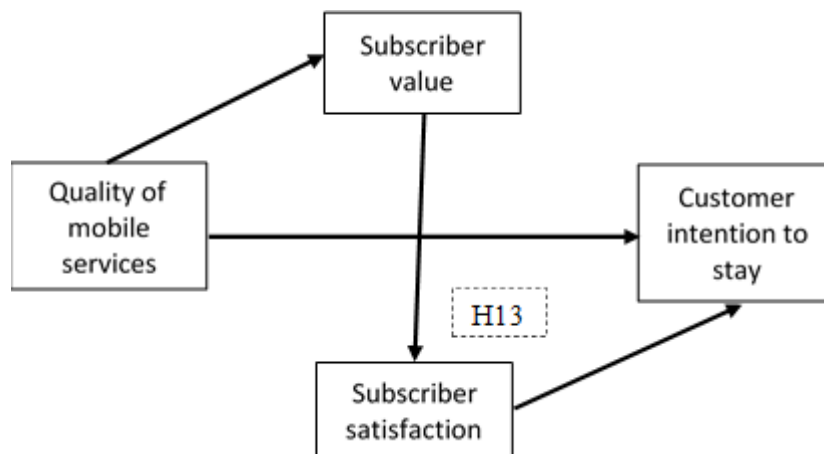 Subscriber
value
Quality of
mobile
services
Customer
intention to
stay
H13
Subscriber
satisfaction